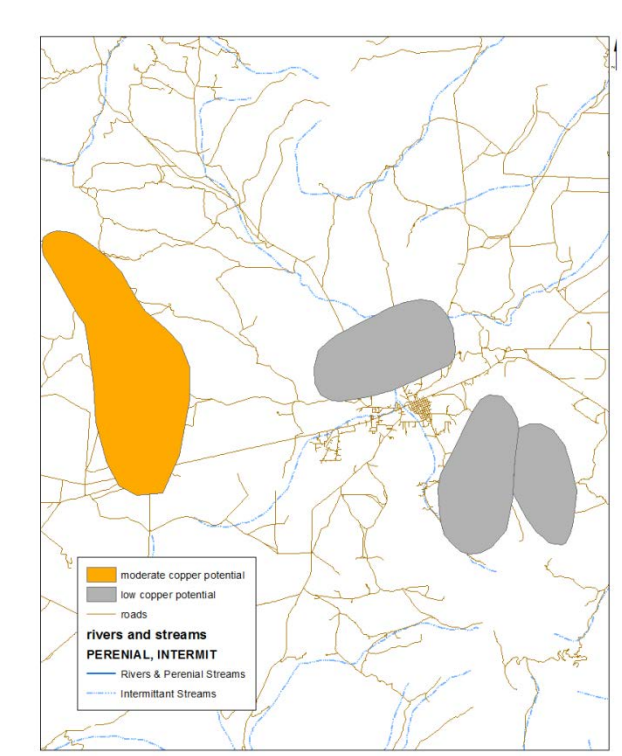 moderate copper potential
low copper potential
roads
rivers and streams
PERENIAL, INTERMIT
Rivers & Perenial Streams
Intermittant Streams